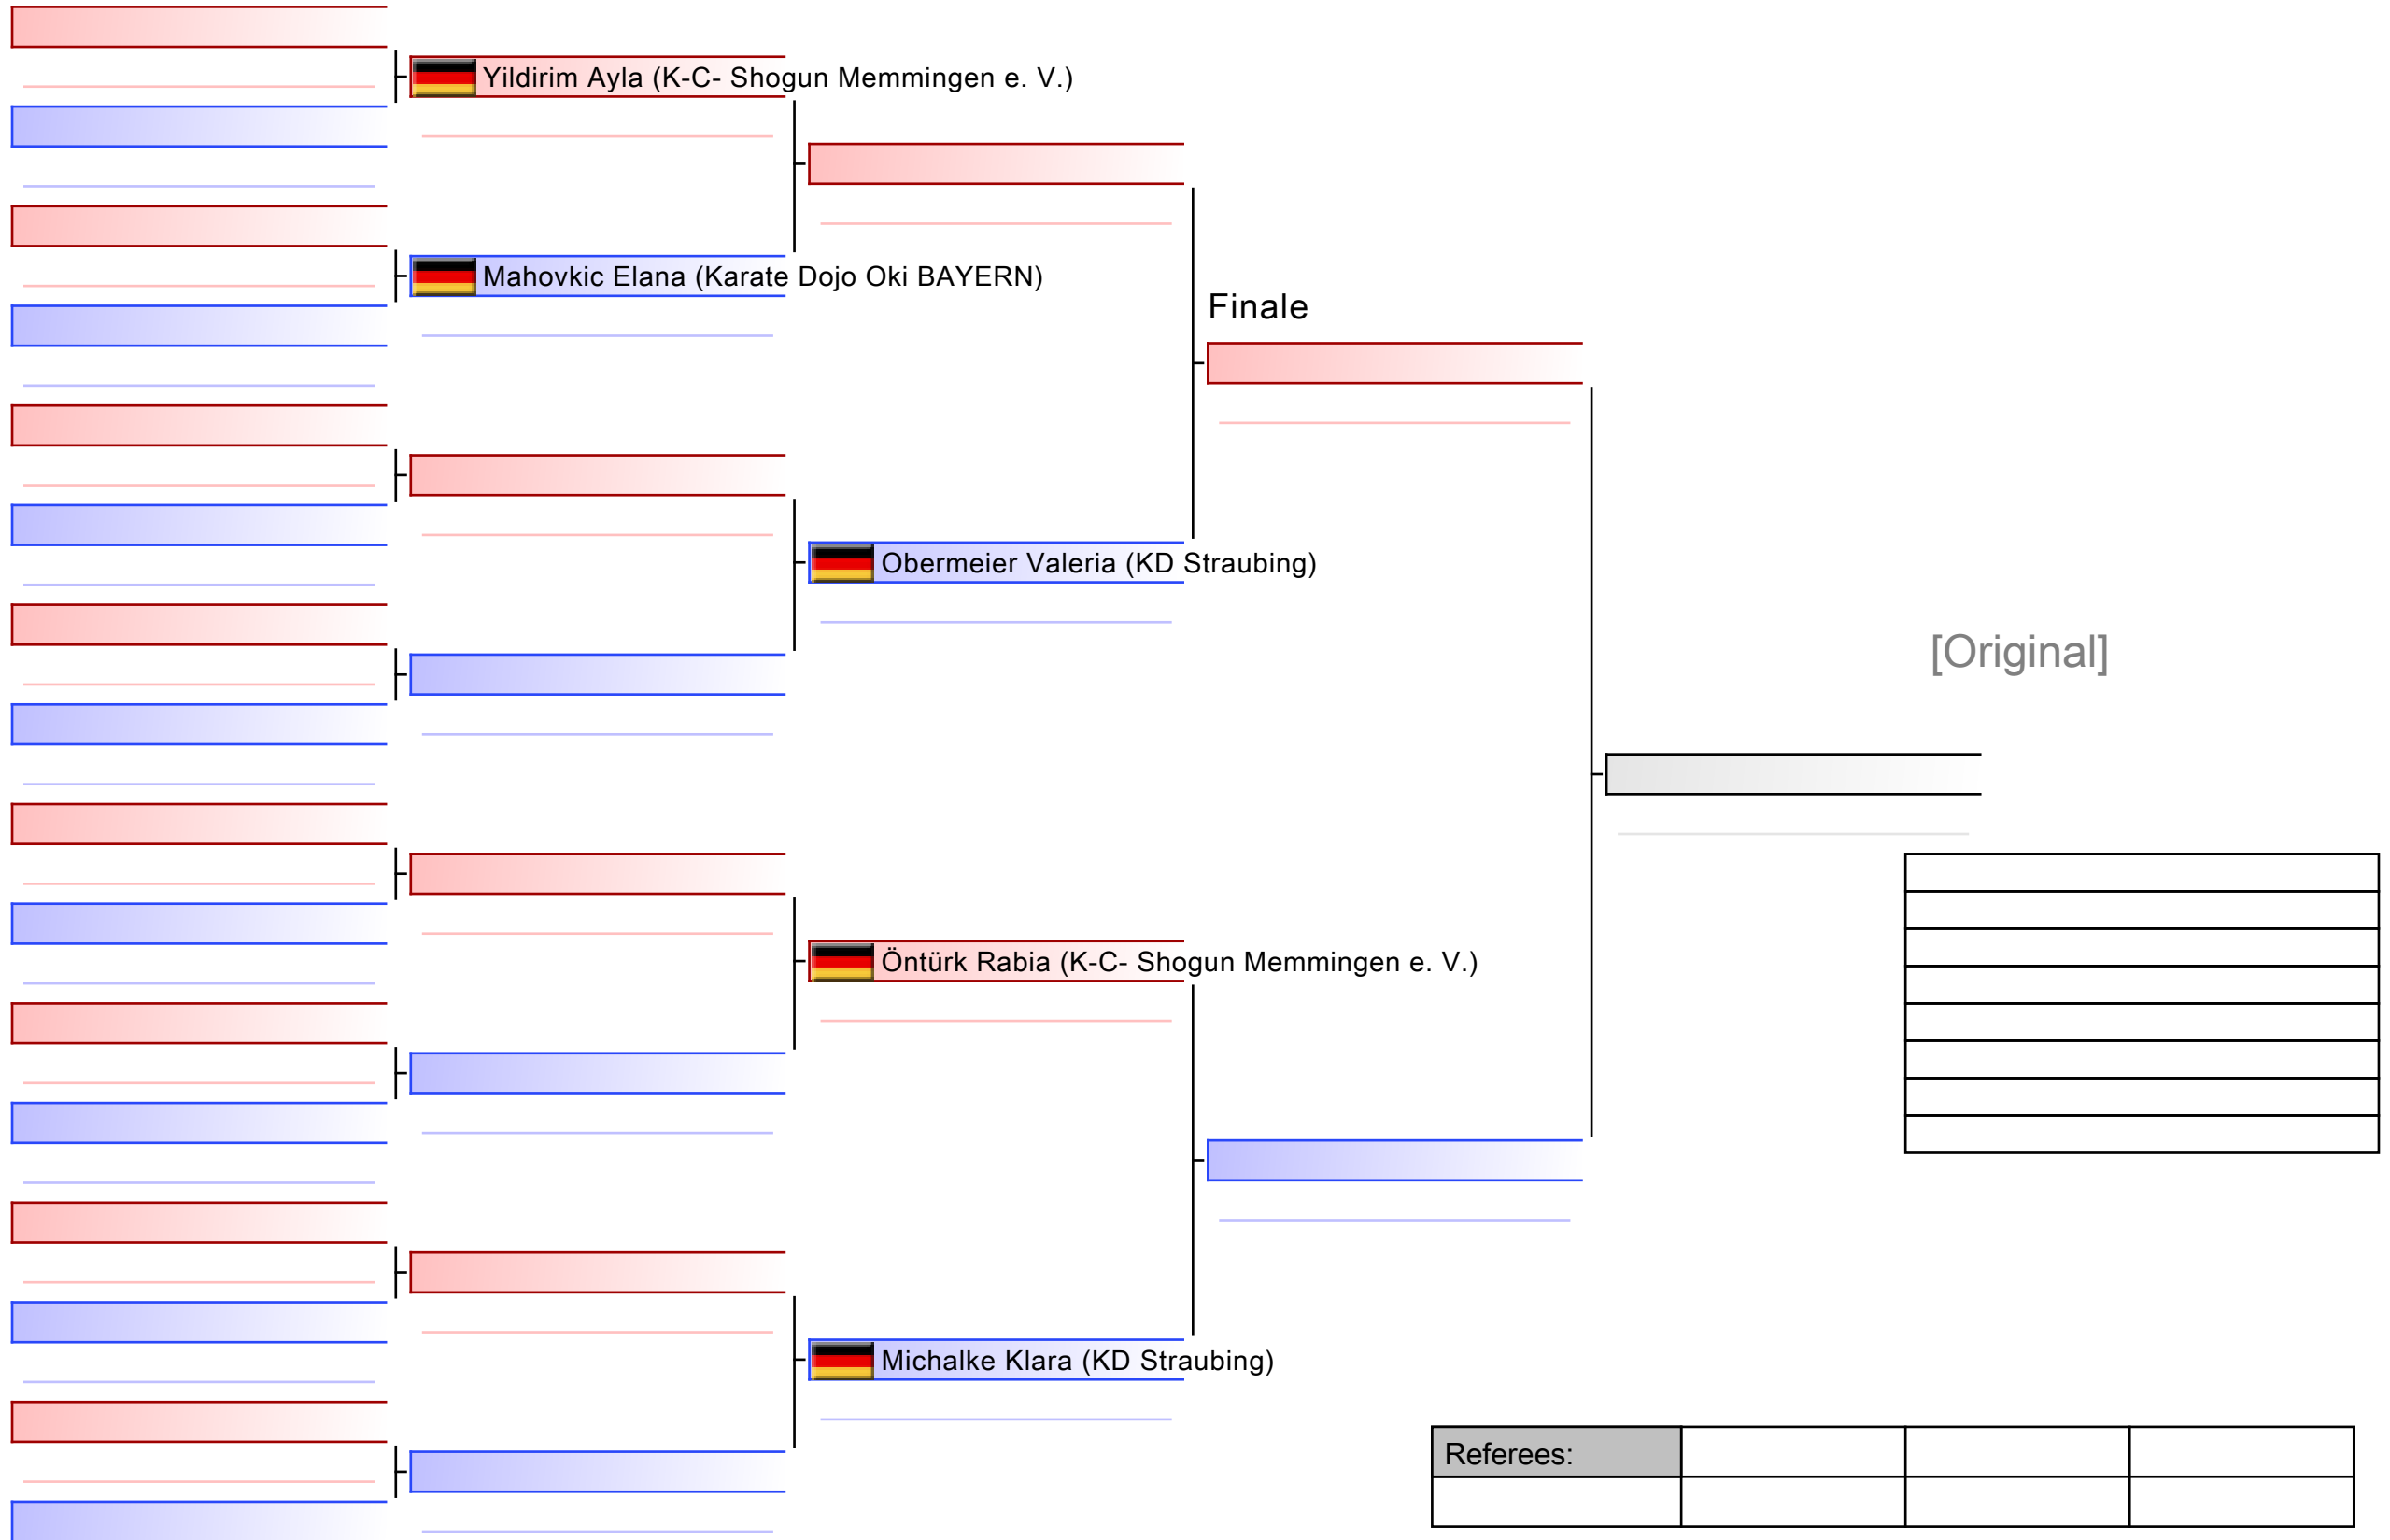 Yildirim Ayla (K-C- Shogun Memmingen e. V.)
Mahovkic Elana (Karate Dojo Oki BAYERN)
Finale
Obermeier Valeria (KD Straubing)
[Original]
Öntürk Rabia (K-C- Shogun Memmingen e. V.)
Michalke Klara (KD Straubing)
Referees: